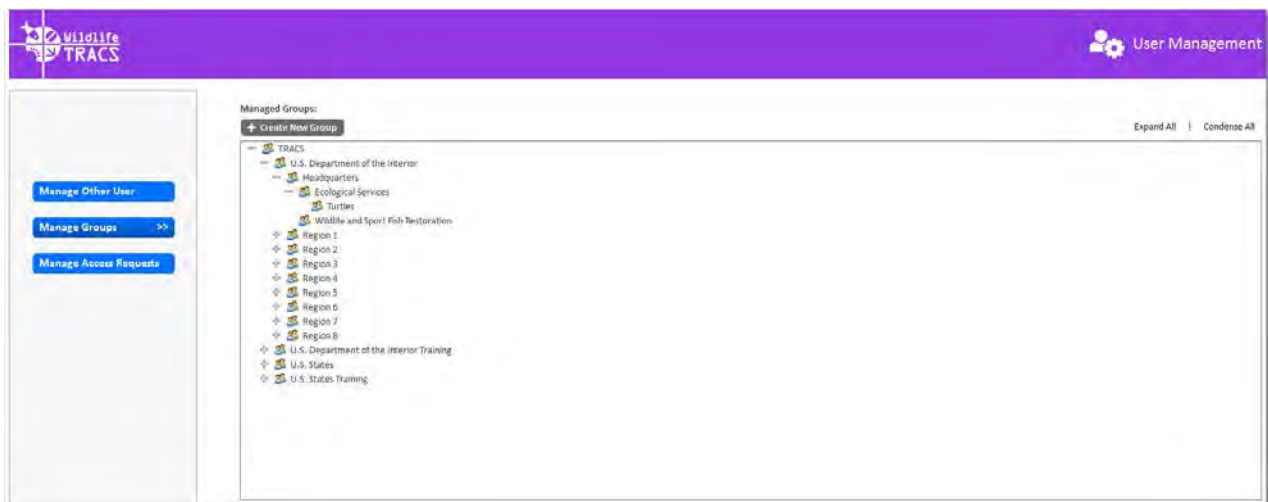 Wildlife
TRACS
User Management
Managed Groups:
+ Create New Group
Expand All | Condense All
TRACS
U.S. Department of the Interior
Headquarters
Ecological Services
Turtles
Wildlife and Sport Fish Restoration
Region 1
Region 2
Region 3
Region 4
Region 5
Region 6
Region 7
Region 8
U.S. Department of the Interior Training
U.S. States
U.S. States Training
Manage Other User
Manage Groups >>
Manage Access Requests